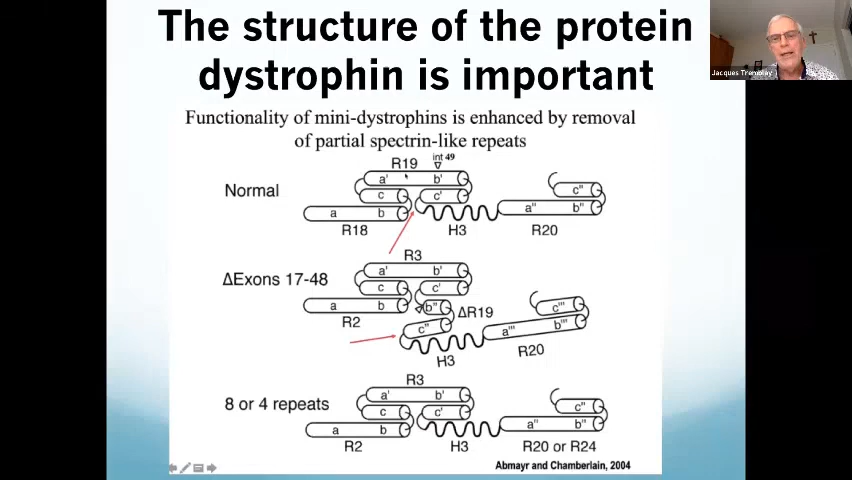 The structure of the protein
dystrophin is important
Jacques Tremblay
Functionality of mini-dystrophins is enhanced by removal
of partial spectrin-like repeats
int 49
R19
a' b'
Normal
c c' c"
a b a" b"
R18 H3 R20
R3
a' b'
ΔExons 17-48
c c'
a b b" c'''
ΔR19
R2 c" a''' b'''
H3 R20
R3
a' b'
8 or 4 repeats
c c' c"
a b a" b"
R2 H3 R20 or R24
Abmayr and Chamberlain, 2004